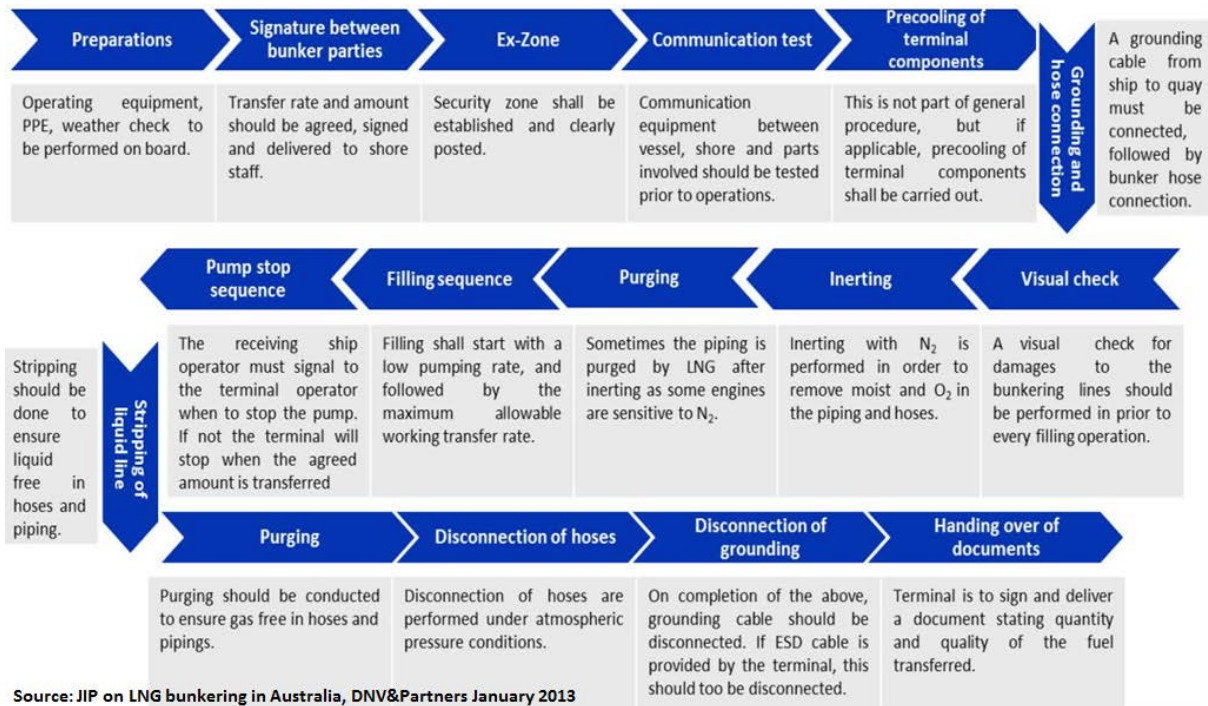 Preparations
Operating equipment,
PPE, weather check to
be performed on board.
Signature between
bunker parties
Transfer rate and amount
should be agreed, signed
and delivered to shore
staff.
Ex-Zone
Security zone shall be
established and clearly
posted.
Communication test
Communication
equipment between
vessel, shore and parts
involved should be tested
prior to operations.
Precooling of
terminal
components
This is not part of general
procedure, but if
applicable, precooling of
terminal components
shall be carried out.
Grounding and
hose connection
A grounding
cable from
ship to quay
must be
connected,
followed by
bunker hose
connection.
Visual check
A visual check for
damages to the
bunkering lines should
be performed in prior to
every filling operation.
Inerting
Inerting with N₂ is
performed in order to
remove moist and O₂ in
the piping and hoses.
Purging
Sometimes the piping is
purged by LNG after
inerting as some engines
are sensitive to N₂.
Filling sequence
Filling shall start with a
low pumping rate, and
followed by the
maximum allowable
working transfer rate.
Pump stop
sequence
The receiving ship
operator must signal to
the terminal operator
when to stop the pump.
If not the terminal will
stop when the agreed
amount is transferred
Stripping of
liquid line
Stripping
should be
done to
ensure
liquid
free in
hoses and
piping.
Purging
Purging should be conducted
to ensure gas free in hoses and
pipings.
Disconnection of hoses
Disconnection of hoses are
performed under atmospheric
pressure conditions.
Disconnection of
grounding
On completion of the above,
grounding cable should be
disconnected. If ESD cable is
provided by the terminal, this
should too be disconnected.
Handing over of
documents
Terminal is to sign and deliver
a document stating quantity
and quality of the fuel
transferred.
Source: JIP on LNG bunkering in Australia, DNV&Partners January 2013